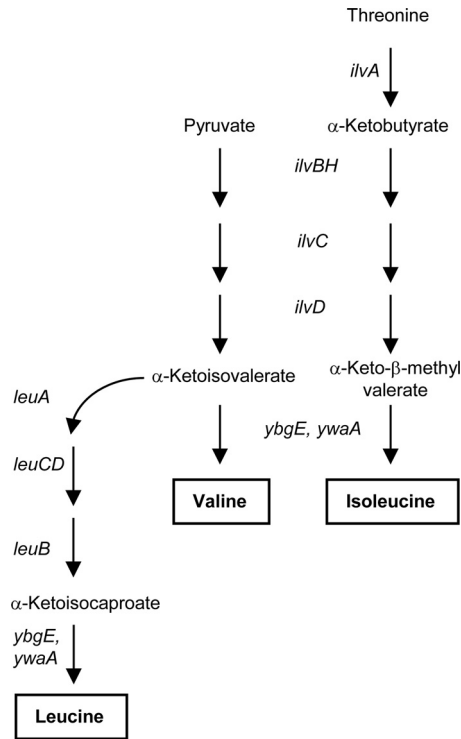 Threonine
ilvA
Pyruvate
α-Ketobutyrate
ilvBH
ilvC
ilvD
α-Ketoisovalerate
α-Keto-β-methyl
valerate
leuA
ybgE, ywaA
leuCD
Valine
Isoleucine
leuB
α-Ketoisocaproate
ybgE,
ywaA
Leucine